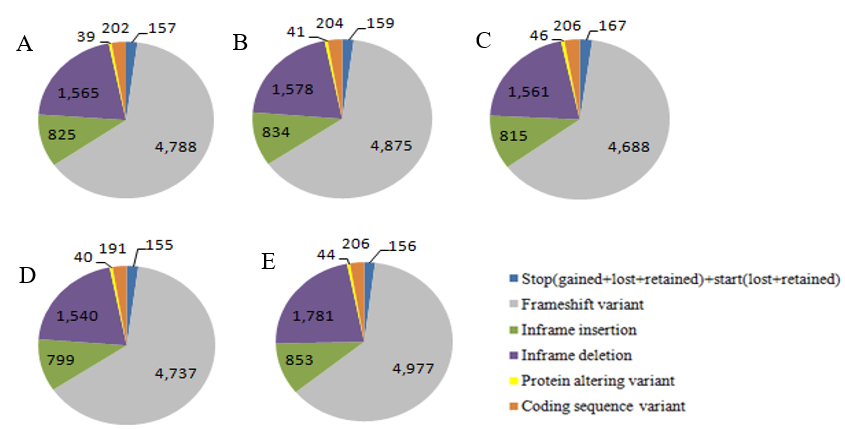 A
39 202 157
1,565
825
4,788
B
41 204 159
1,578
834
4,875
C
46 206 167
1,561
815
4,688
D
40 191 155
1,540
799
4,737
E
44 206 156
1,781
853
4,977
Stop(gained+lost+retained)+start(lost+retained)
Frameshift variant
Inframe insertion
Inframe deletion
Protein altering variant
Coding sequence variant